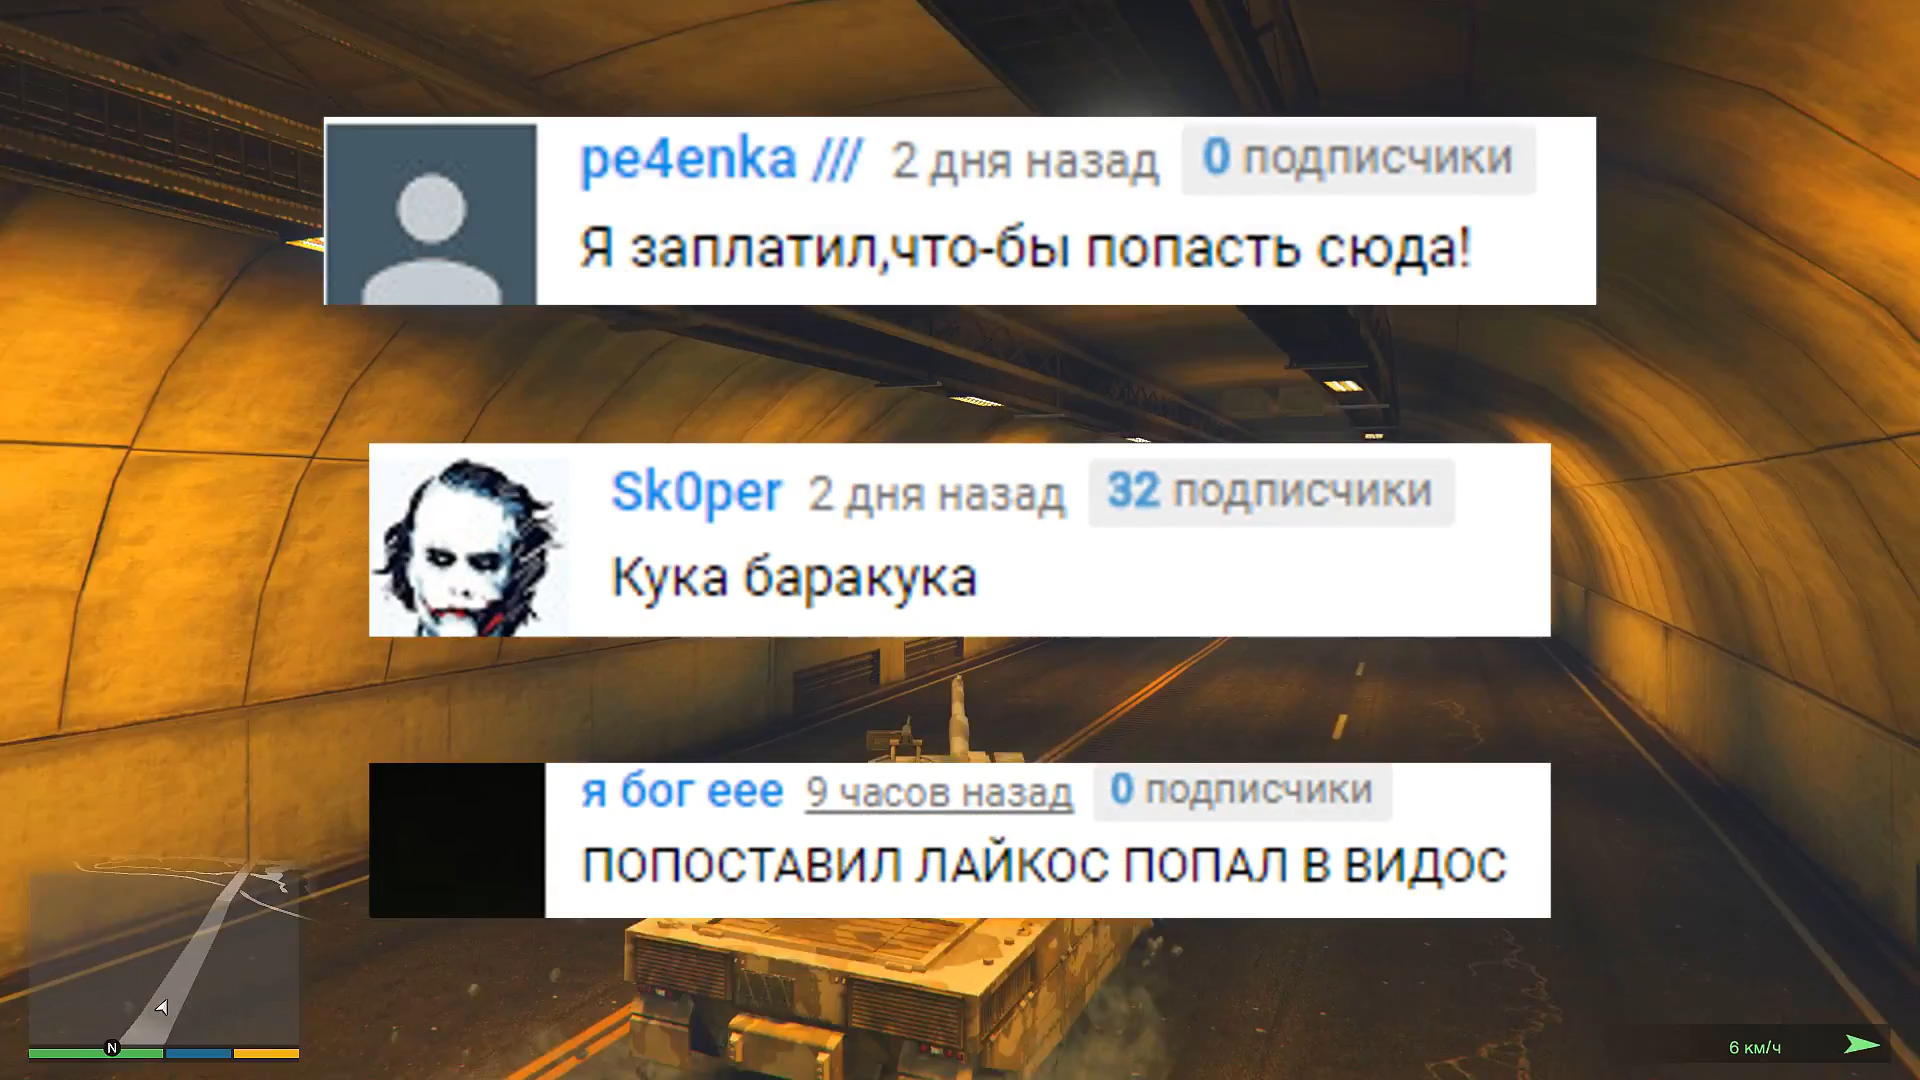 pe4enka /// 2 дня назад 0 подписчики
Я заплатил,что-бы попасть сюда!
Sk0per 2 дня назад 32 подписчики
Кука баракука
я бог еее 9 часов назад 0 подписчики
ПОПОСТАВИЛ ЛАЙКОС ПОПАЛ В ВИДОС
N
6 км/ч